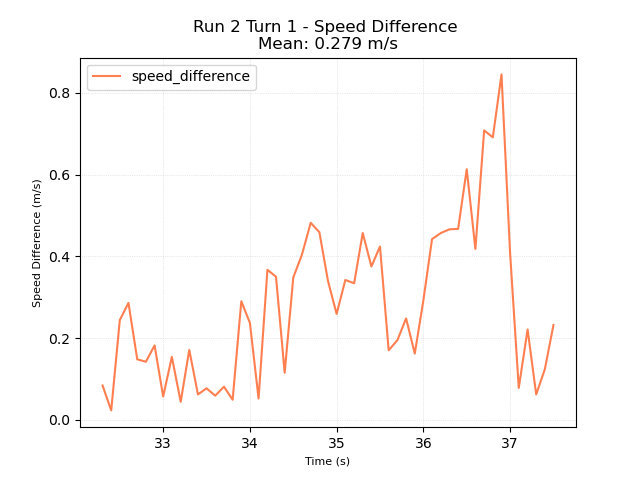 Run 2 Turn 1 - Speed Difference
Mean: 0.279 m/s
speed_difference
Speed Difference (m/s)
0.8
0.6
0.4
0.2
0.0
33 34 35 36 37
Time (s)